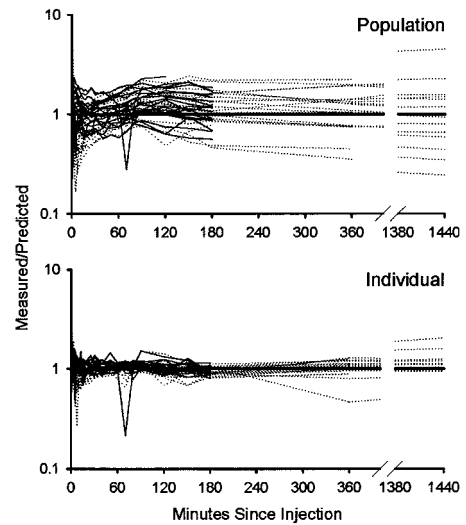 Population
10
1
0.1
0 60 120 180 240 300 360 1380 1440
Measured/Predicted
Individual
10
1
0.1
0 60 120 180 240 300 360 1380 1440
Minutes Since Injection